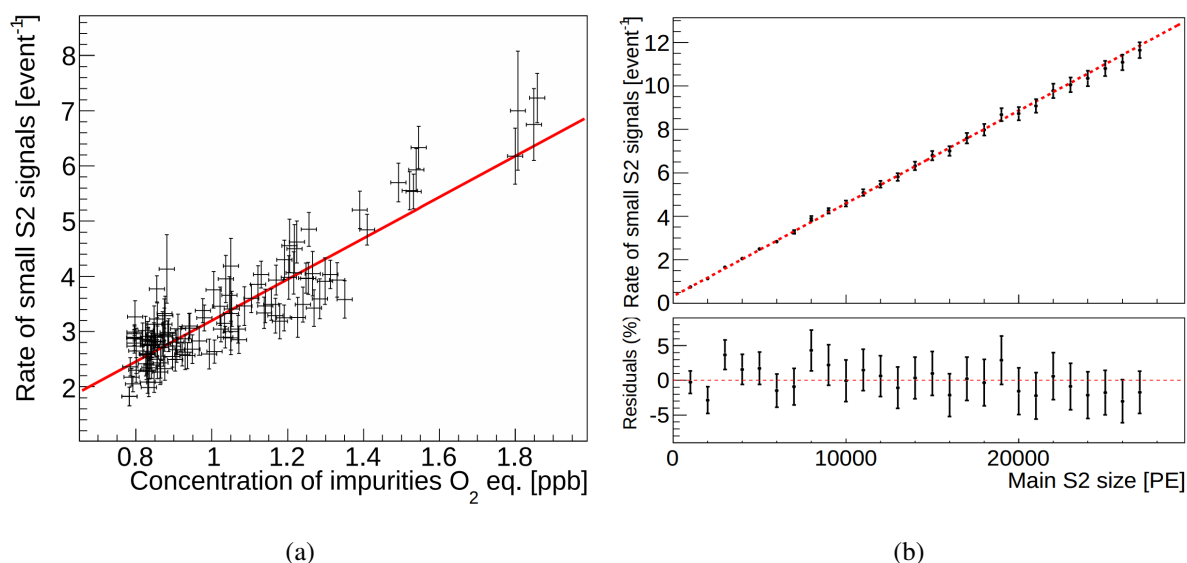 Rate of small S2 signals [event⁻¹]
8
7
6
5
4
3
2
0.8 1 1.2 1.4 1.6 1.8
Concentration of impurities O₂ eq. [ppb]
(a)
Rate of small S2 signals [event⁻¹]
12
10
8
6
4
2
0
Residuals (%)
5
0
-5
0 10000 20000
Main S2 size [PE]
(b)